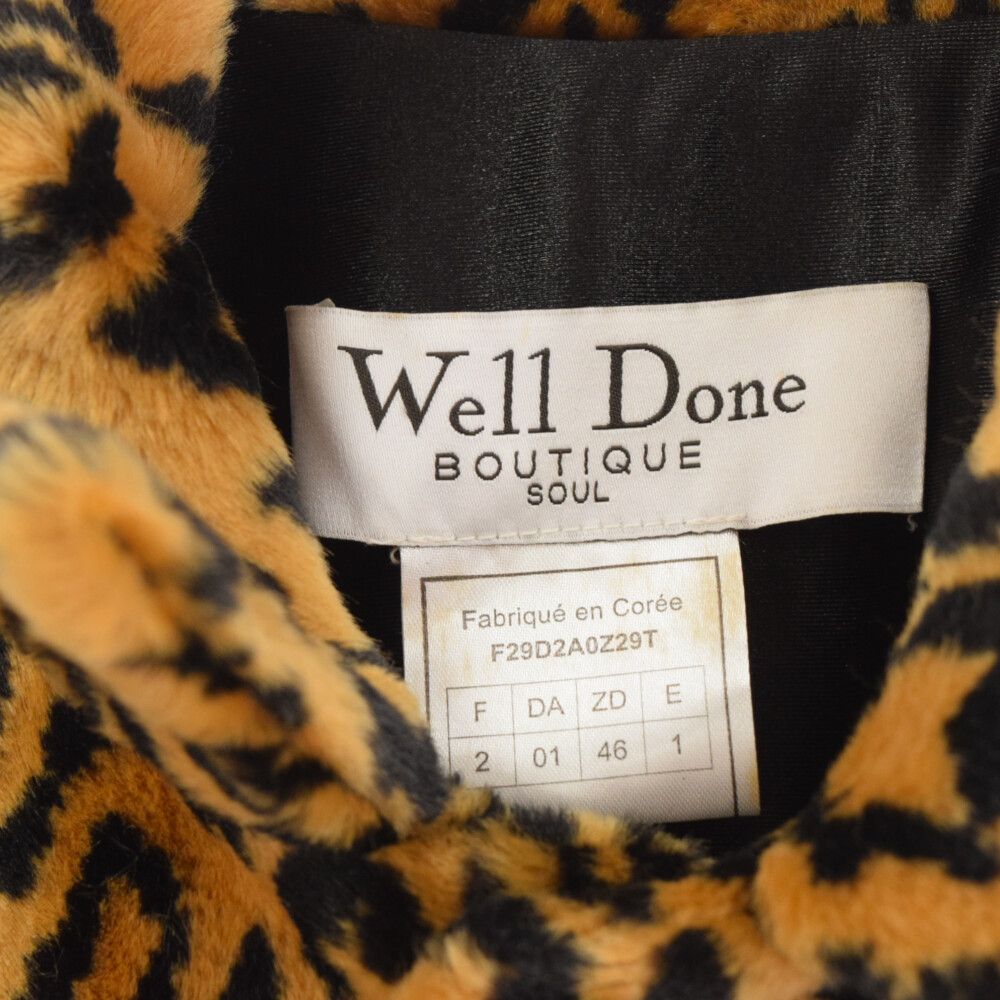 Well Done
BOUTIQUE
SOUL
Fabriqué en Corée
F29D2A0Z29T
F DA ZD E
2 01 46 1